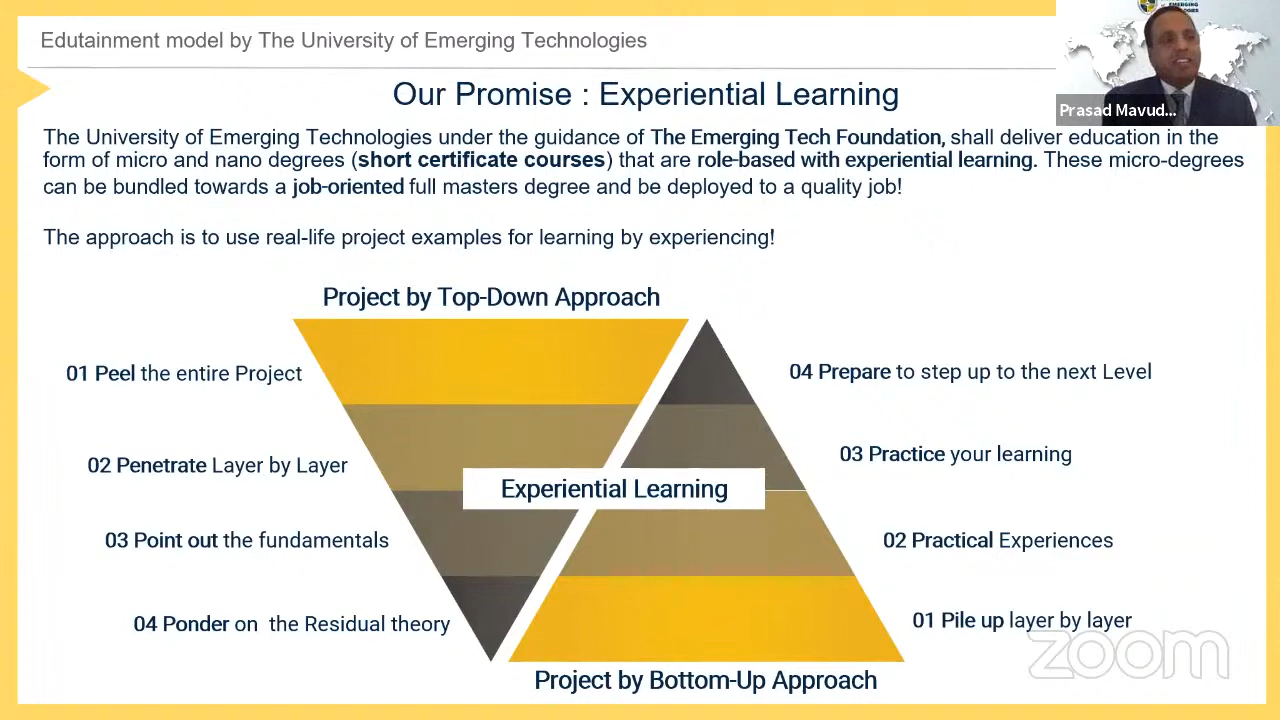 Edutainment model by The University of Emerging Technologies
EMERGING
Prasad Mavud...
Our Promise : Experiential Learning
The University of Emerging Technologies under the guidance of The Emerging Tech Foundation, shall deliver education in the
form of micro and nano degrees (short certificate courses) that are role-based with experiential learning. These micro-degrees
can be bundled towards a job-oriented full masters degree and be deployed to a quality job!
The approach is to use real-life project examples for learning by experiencing!
Project by Top-Down Approach
01 Peel the entire Project
02 Penetrate Layer by Layer
03 Point out the fundamentals
04 Ponder on the Residual theory
Experiential Learning
04 Prepare to step up to the next Level
03 Practice your learning
02 Practical Experiences
01 Pile up layer by layer
Project by Bottom-Up Approach
zoom